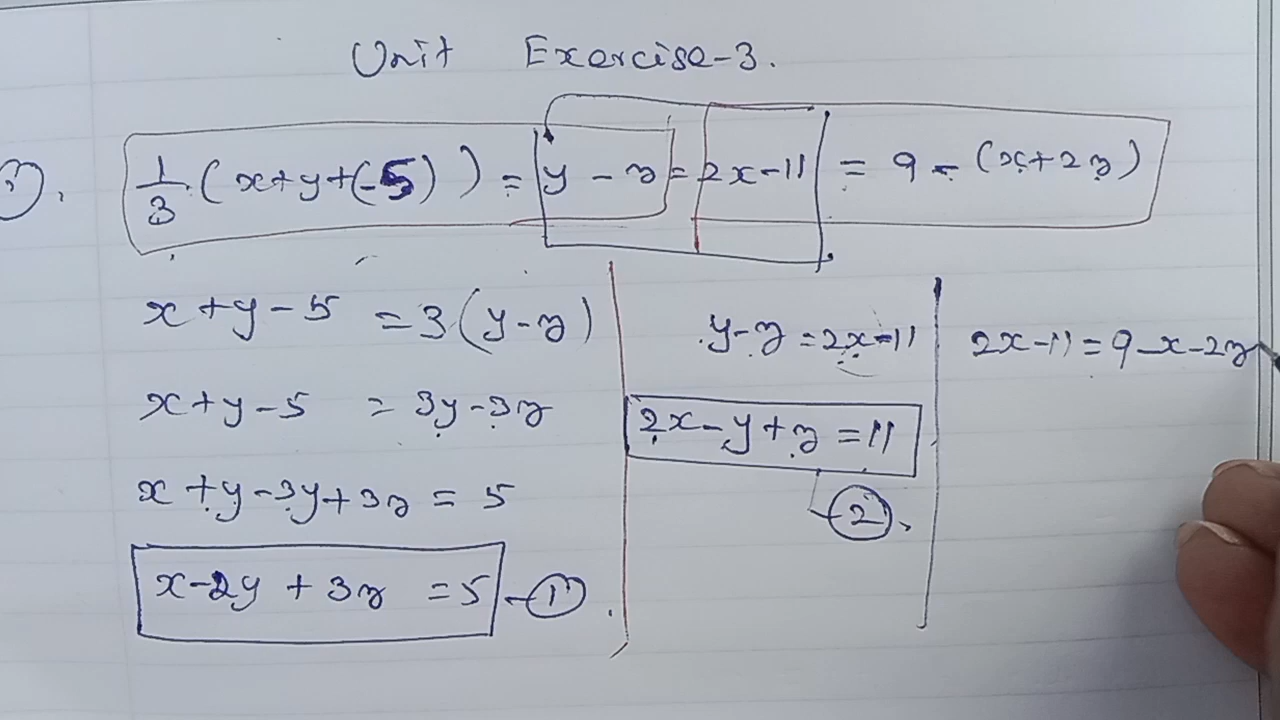 Unit Exercise-3.
1). 1/3 (x+y+(-5)) = y - z = 2x-11 = 9 - (x+2z)
x+y-5 = 3(y-z)
x+y-5 = 3y-3z
x+y-3y+3z = 5
x-2y+3z = 5 -①
y-z = 2x-11
2x-y+z = 11
-②.
2x-11 = 9-x-2z